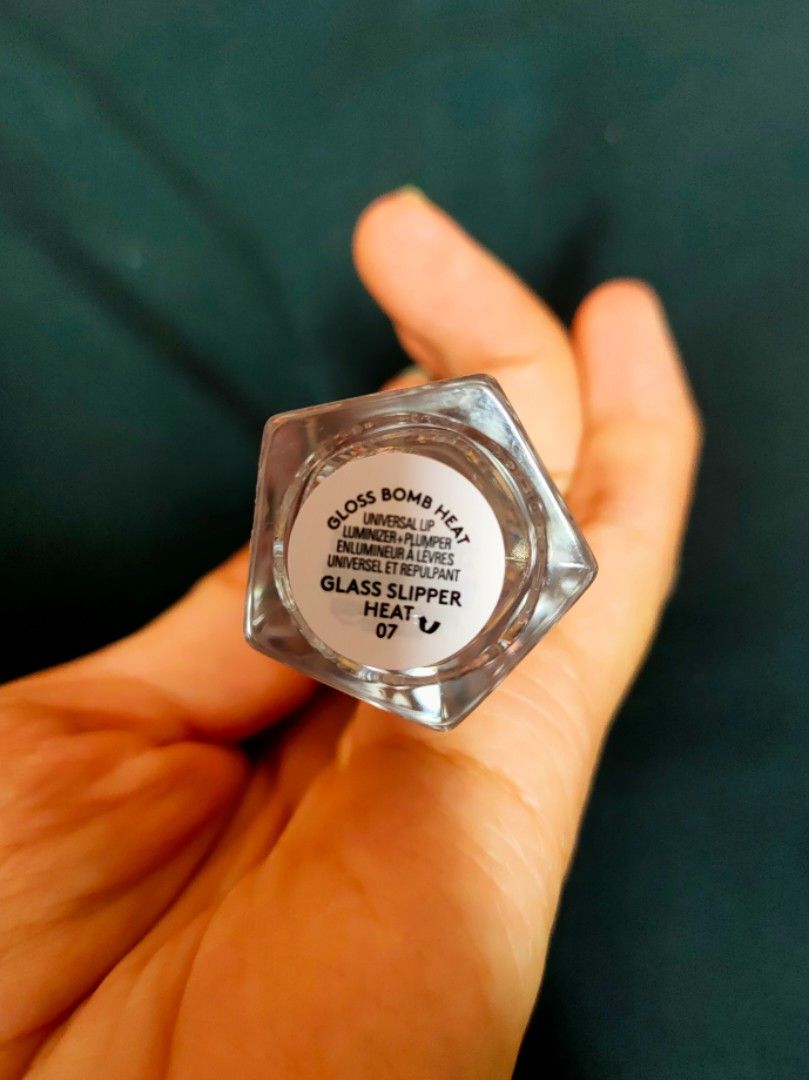 GLOSS BOMB HEAT
UNIVERSAL LIP
LUMINIZER + PLUMPER
ENLUMINEUR À LÈVRES
UNIVERSEL ET REPULPANT
GLASS SLIPPER
HEAT
07